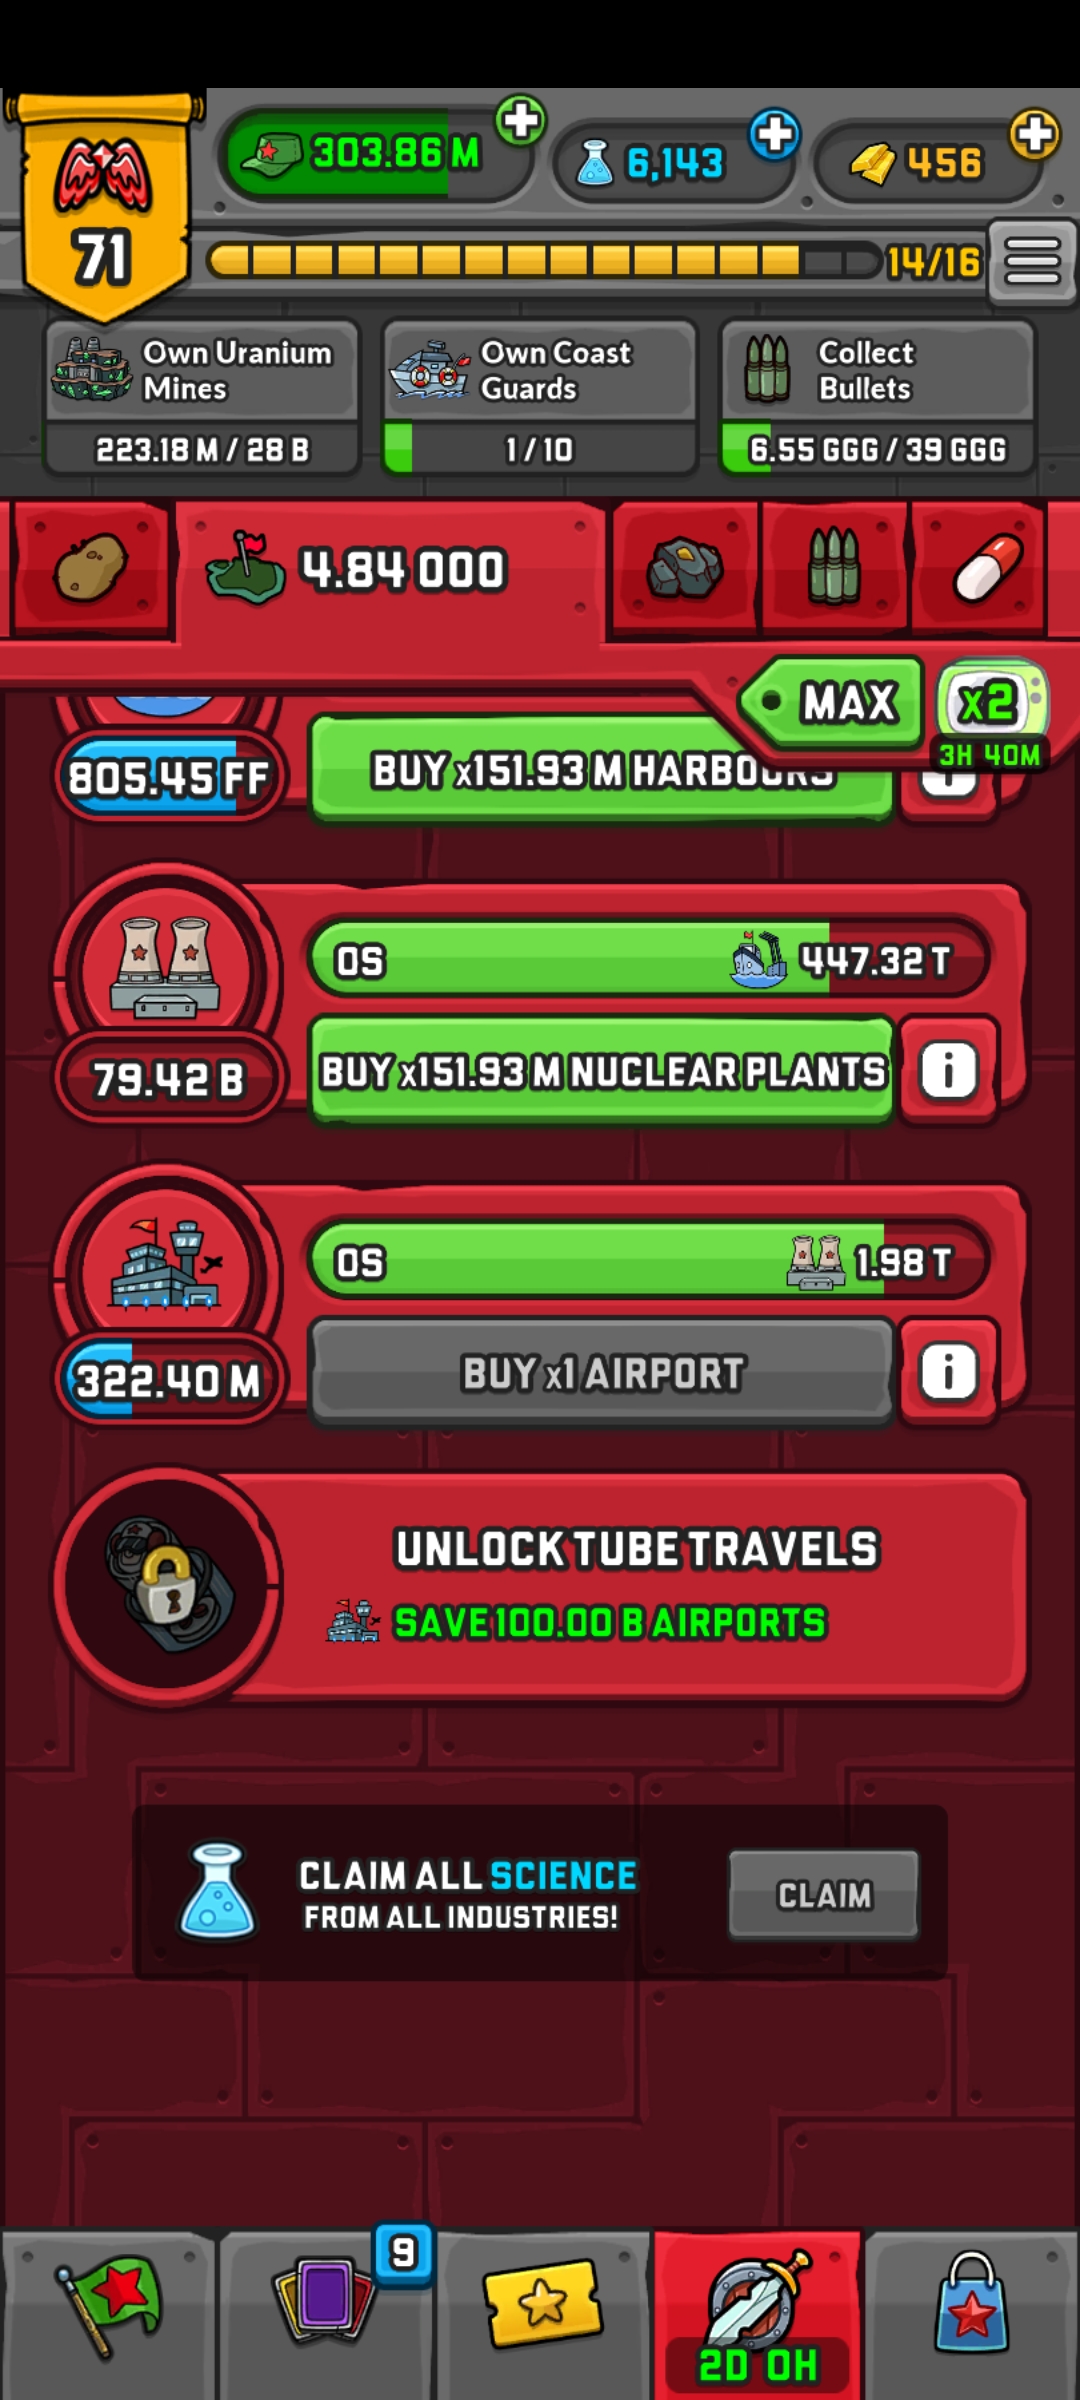 71
303.86 M
6,143
456
14/16
Own Uranium
Mines
223.18 M / 28 B
Own Coast
Guards
1 / 10
Collect
Bullets
6.55 GGG / 39 GGG
4.84 OOO
MAX
x2
3H 40M
805.45 FF
BUY x151.93 M HARBOURS
0S
447.32 T
79.42 B
BUY x151.93 M NUCLEAR PLANTS
i
0S
1.98 T
322.40 M
BUY x1 AIRPORT
i
UNLOCK TUBE TRAVELS
SAVE 100.00 B AIRPORTS
CLAIM ALL SCIENCE
FROM ALL INDUSTRIES!
CLAIM
9
2D 0H